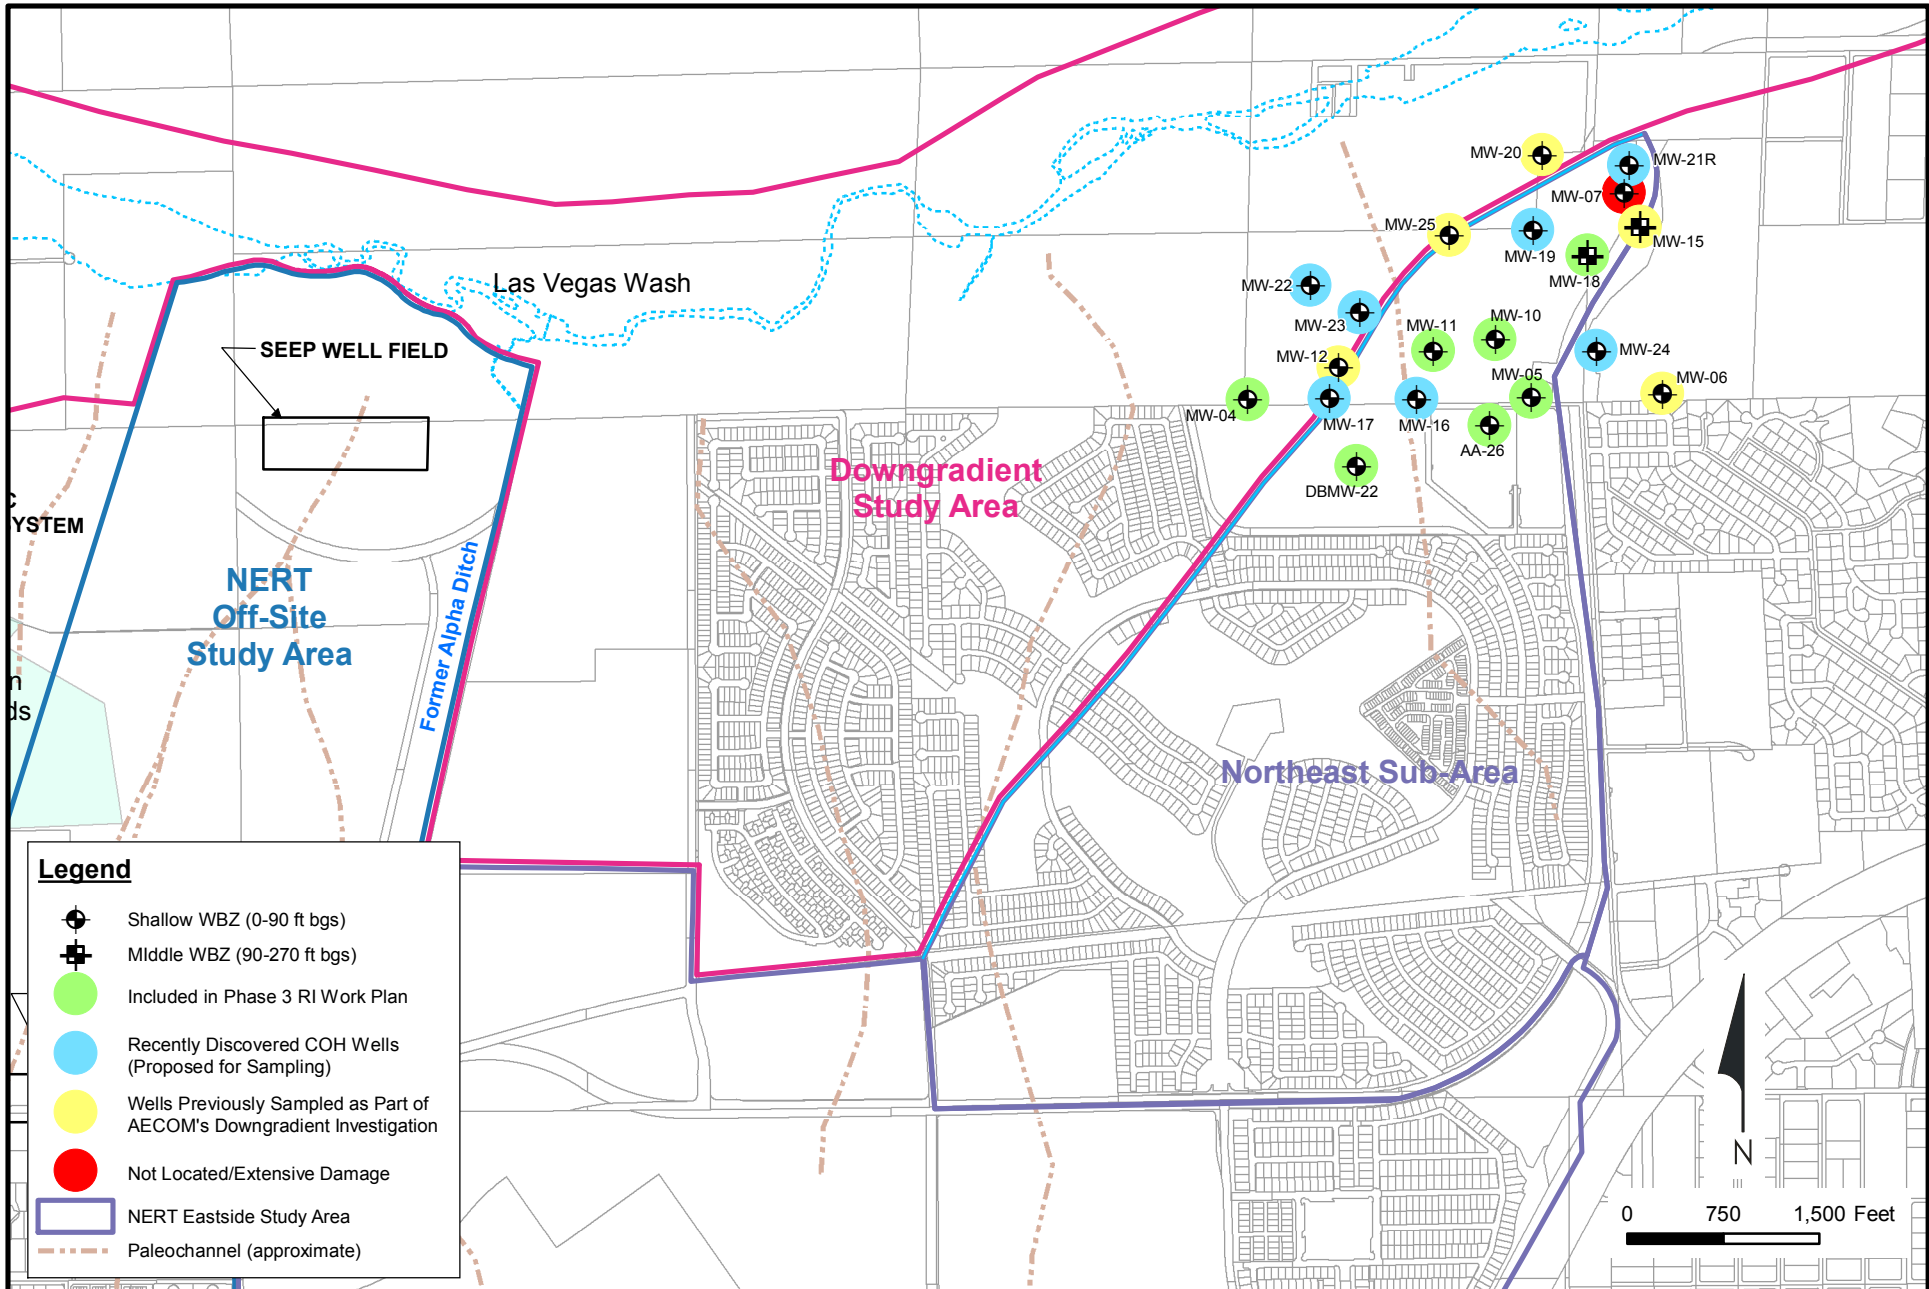 MW-20
MW-21R
MW-07
MW-25
MW-15
MW-19
MW-18
Las Vegas Wash
MW-22
MW-23
MW-11
MW-10
SEEP WELL FIELD
MW-12
MW-24
MW-05
MW-06
MW-04
MW-17
MW-16
AA-26
DBMW-22
Downgradient
Study Area
C
YSTEM
NERT
Off-Site
Study Area
Former Alpha Ditch
n
ds
Northeast Sub-Area
Legend
Shallow WBZ (0-90 ft bgs)
MIddle WBZ (90-270 ft bgs)
Included in Phase 3 RI Work Plan
Recently Discovered COH Wells
(Proposed for Sampling)
Wells Previously Sampled as Part of
AECOM's Downgradient Investigation
Not Located/Extensive Damage
NERT Eastside Study Area
Paleochannel (approximate)
N
0 750 1,500 Feet